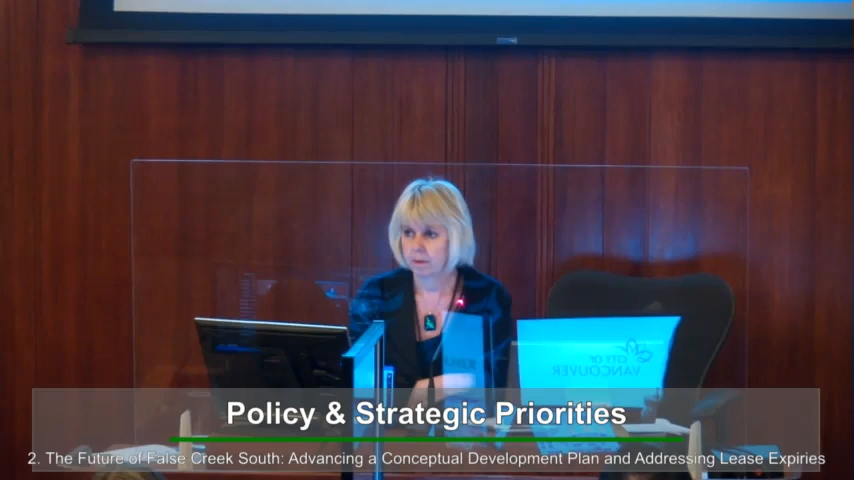 CITY OF
VANCOUVER
Policy & Strategic Priorities
2. The Future of False Creek South: Advancing a Conceptual Development Plan and Addressing Lease Expiries